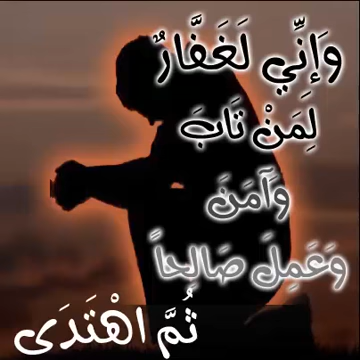 وَإِنِّي لَغَفَّارٌ
لِمَنْ تَابَ
وَآمَنَ
وَعَمِلَ صَالِحاً
ثُمَّ اهْتَدَى